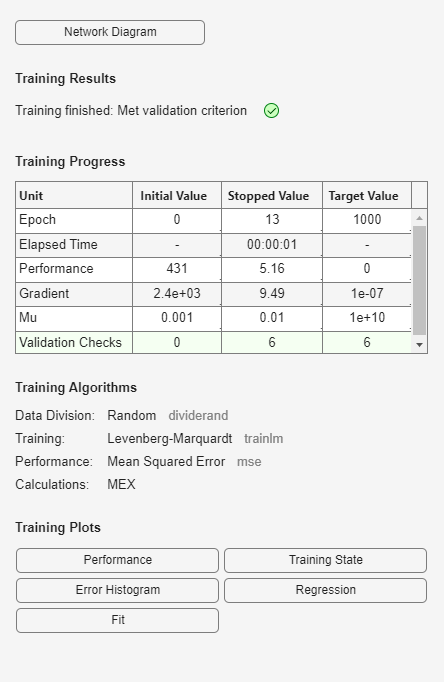 Network Diagram
Training Results
Training finished: Met validation criterion
Training Progress
Unit Initial Value Stopped Value Target Value
Epoch 0 13 1000
Elapsed Time - 00:00:01 -
Performance 431 5.16 0
Gradient 2.4e+03 9.49 1e-07
Mu 0.001 0.01 1e+10
Validation Checks 0 6 6
Training Algorithms
Data Division: Random dividerand
Training: Levenberg-Marquardt trainlm
Performance: Mean Squared Error mse
Calculations: MEX
Training Plots
Performance Training State
Error Histogram Regression
Fit